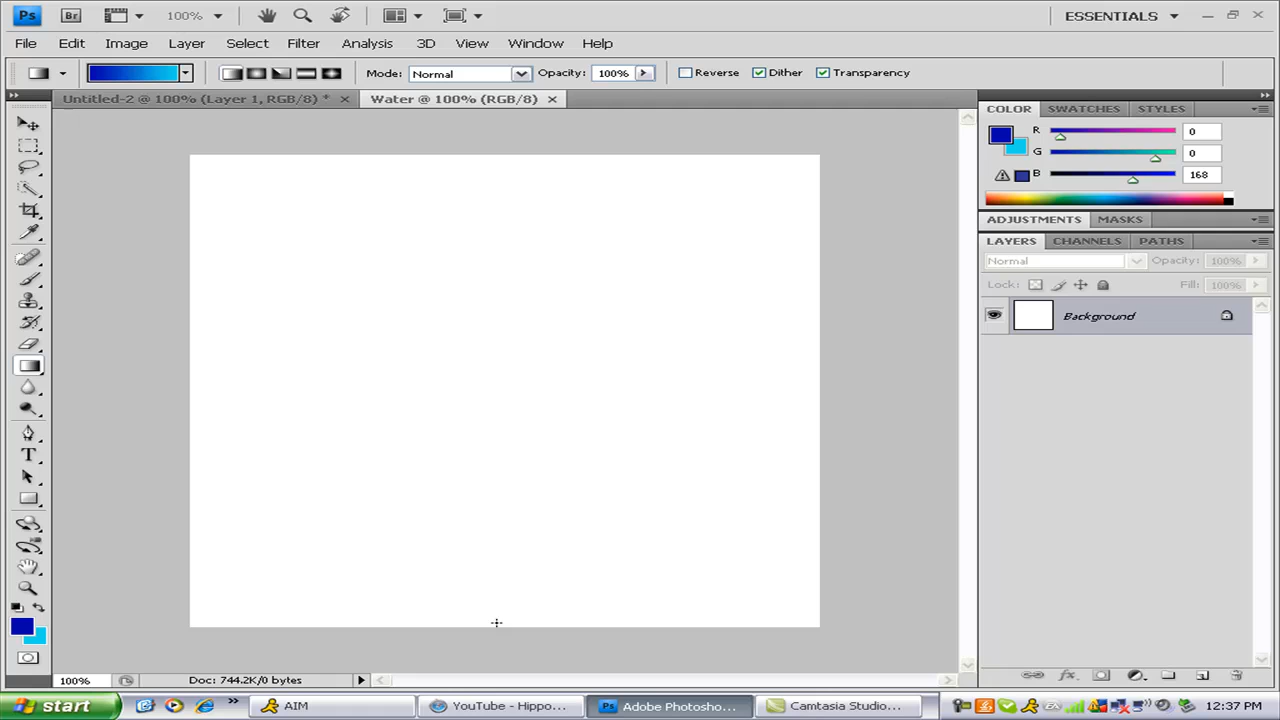 Ps Br 100% ESSENTIALS
File Edit Image Layer Select Filter Analysis 3D View Window Help
Mode: Normal Opacity: 100% Reverse Dither Transparency
Untitled-2 @ 100% (Layer 1, RGB/8) * Water @ 100% (RGB/8)
COLOR SWATCHES STYLES
R 0
G 0
B 168
ADJUSTMENTS MASKS
LAYERS CHANNELS PATHS
Normal Opacity: 100%
Lock: Fill: 100%
Background
T
100% Doc: 744.2K/0 bytes
start AIM YouTube - Hippo... Ps Adobe Photosho... Camtasia Studio... 12:37 PM